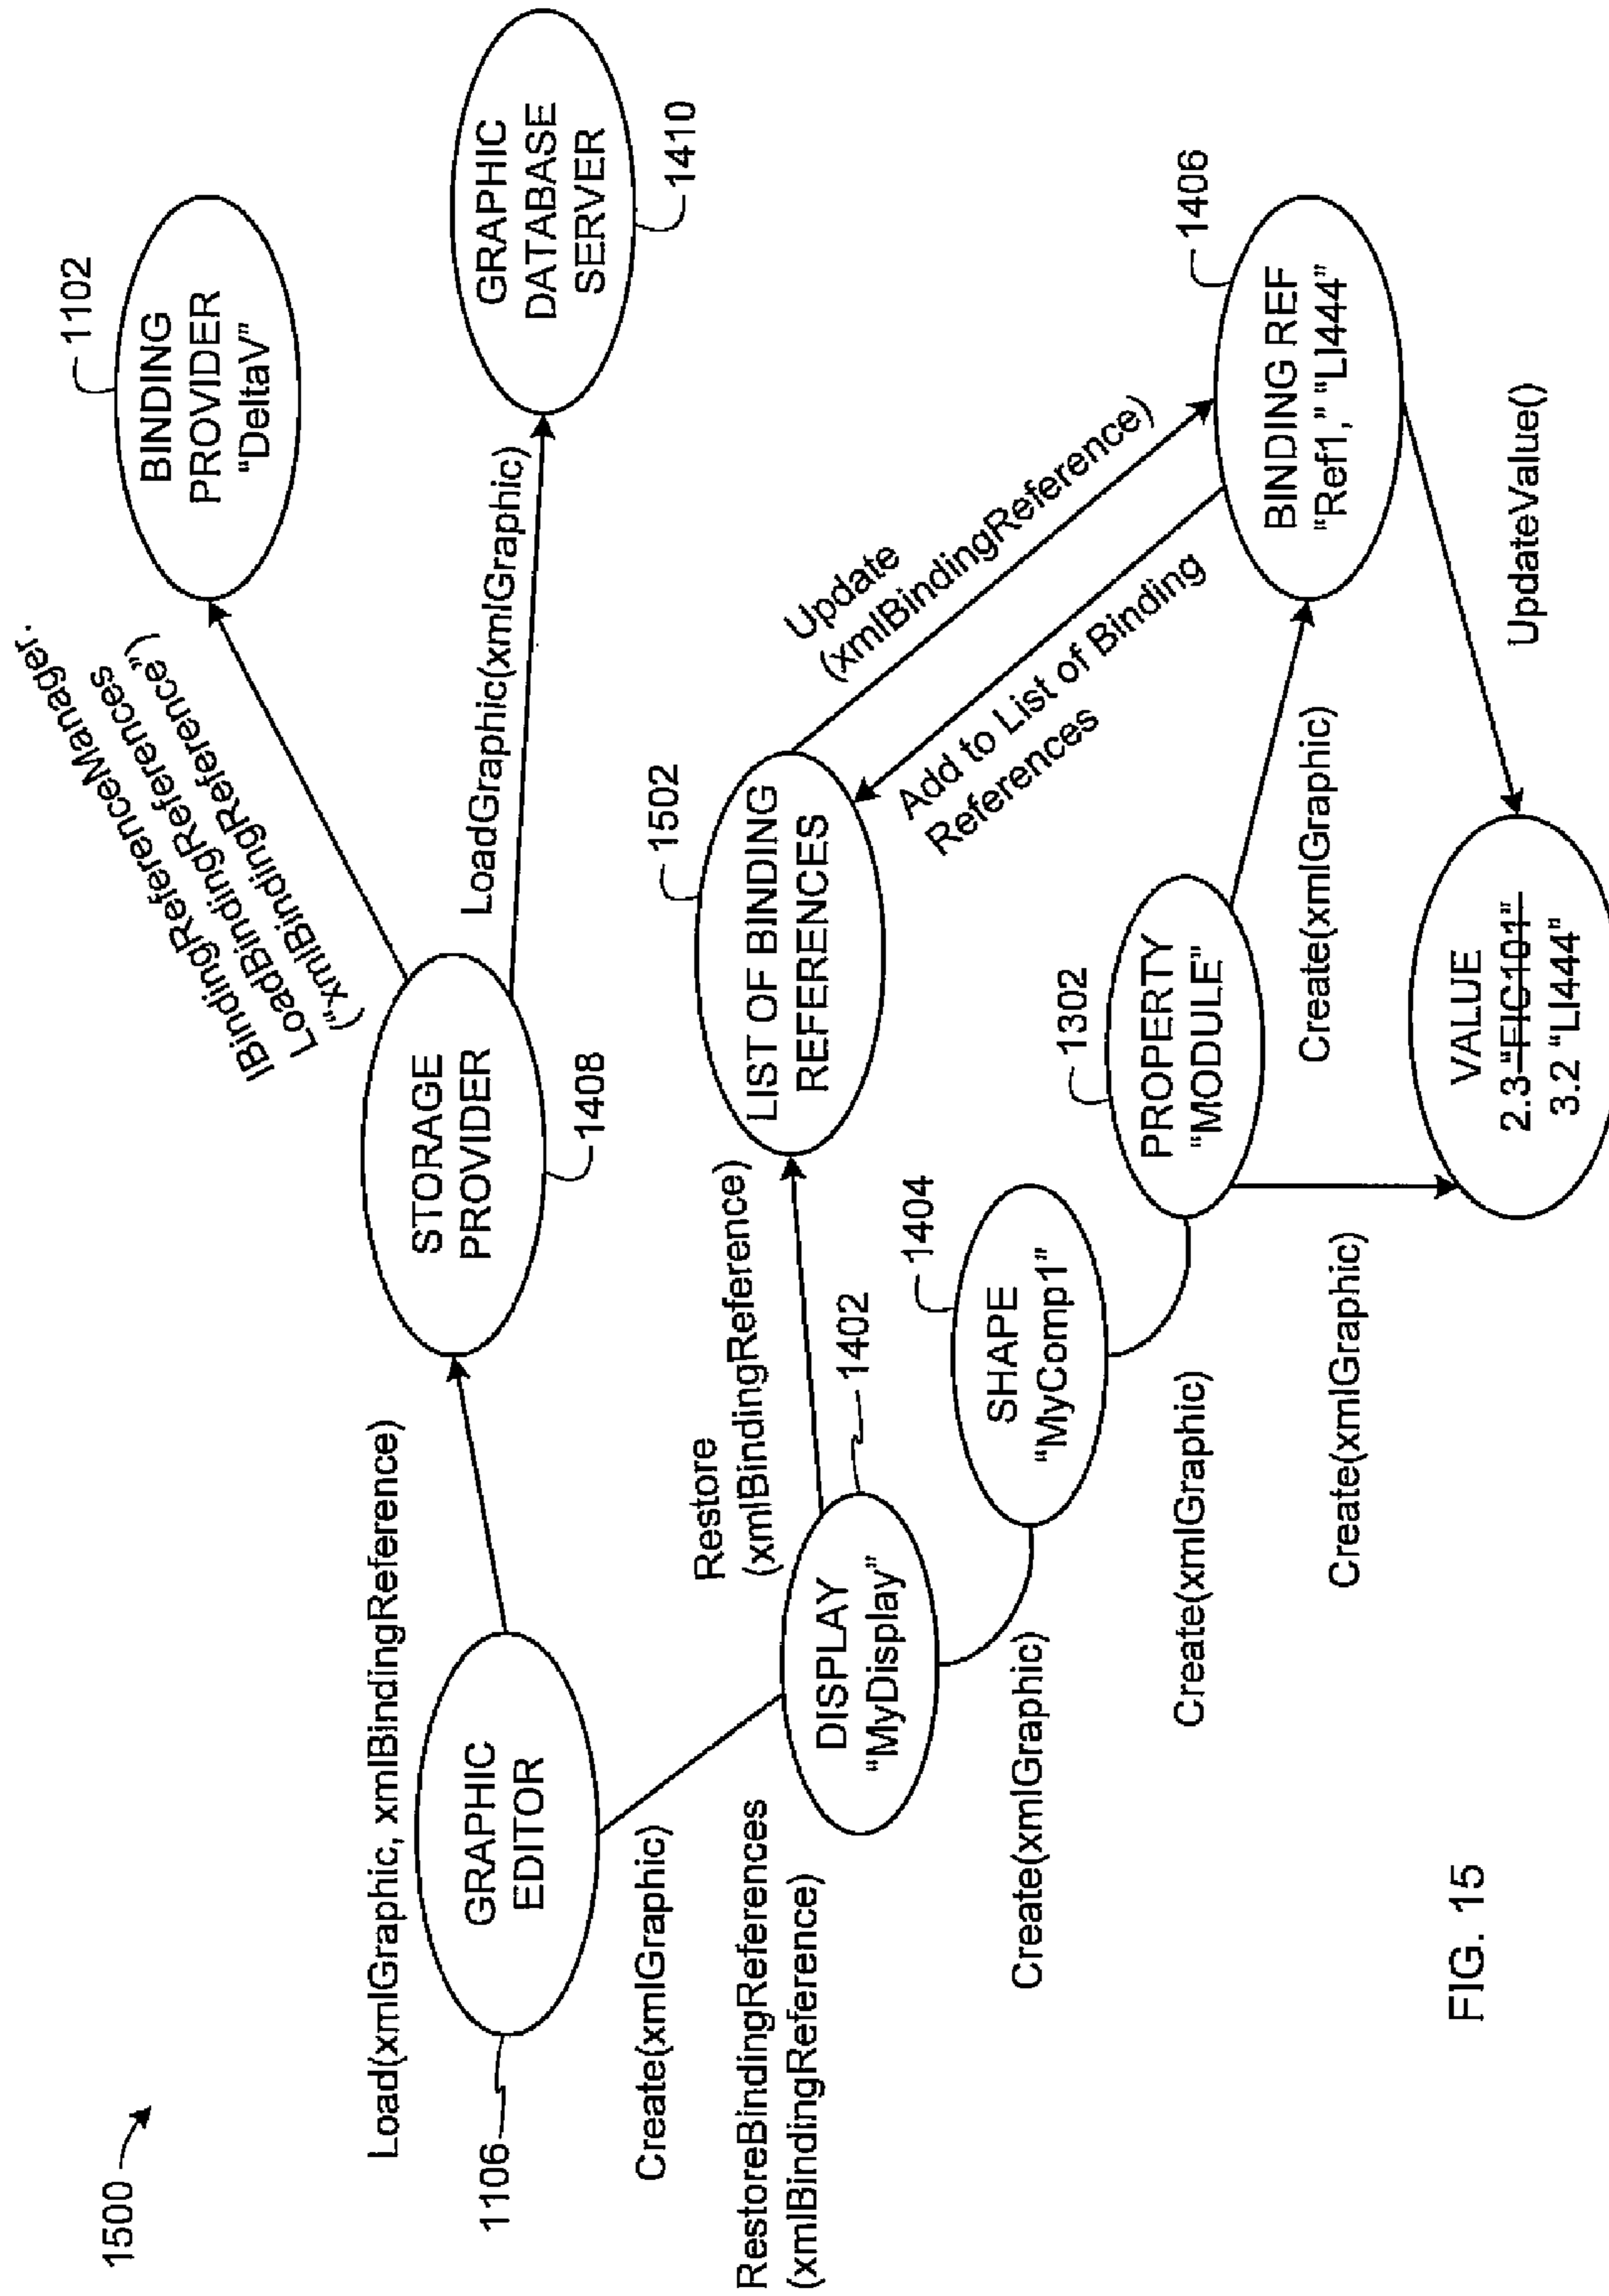 1500
IBindingReferenceManager.
LoadBindingReferences
("xmlBindingReference")
BINDING
PROVIDER
"DeltaV"
1102
Load(xmlGraphic, xmlBindingReference)
STORAGE
PROVIDER
1408
LoadGraphic(xmlGraphic)
GRAPHIC
DATABASE
SERVER
1410
GRAPHIC
EDITOR
1106
Create(xmlGraphic)
RestoreBindingReferences
(xmlBindingReference)
Restore
(xmlBindingReference)
DISPLAY
"MyDisplay"
1402
LIST OF BINDING
REFERENCES
1502
Update
(xmlBindingReference)
Add to List of Binding
References
Create(xmlGraphic)
SHAPE
"MyComp1"
1404
Create(xmlGraphic)
PROPERTY
"MODULE"
1302
BINDING REF
"Ref1," "LI444"
1406
Create(xmlGraphic)
Create(xmlGraphic)
UpdateValue()
VALUE
2.3 "FIC101"
3.2 "LI444"
FIG. 15